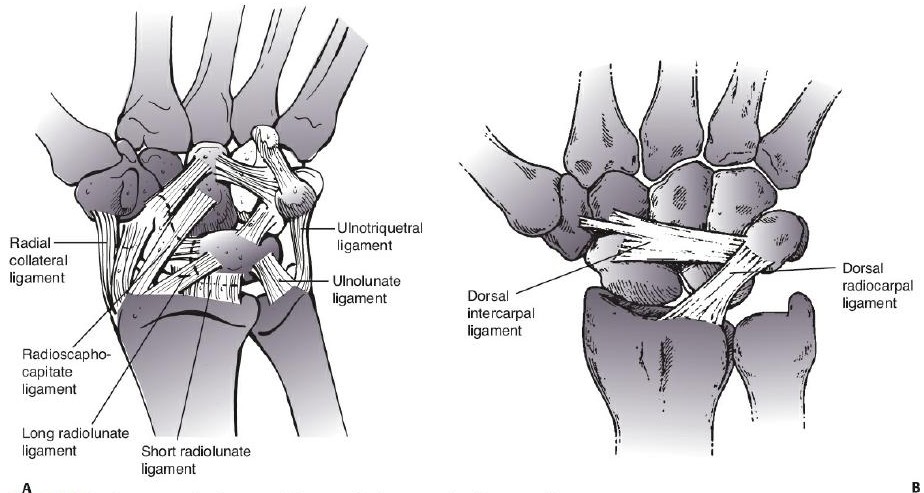 Radial
collateral
ligament
Radioscapho-
capitate
ligament
Long radiolunate
ligament
Short radiolunate
ligament
Ulnotriquetral
ligament
Ulnolunate
ligament
A
Dorsal
intercarpal
ligament
Dorsal
radiocarpal
ligament
B